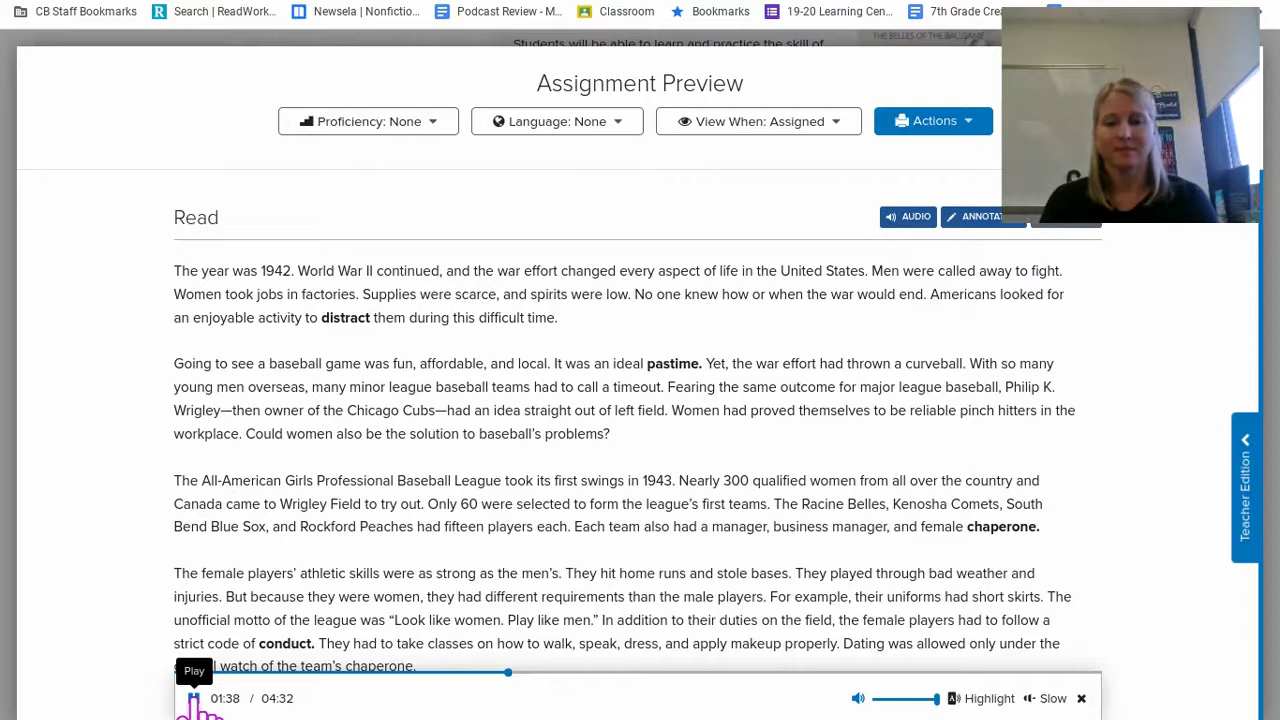 CB Staff Bookmarks
Search | ReadWork...
Newsela | Nonfictio...
Podcast Review - M...
Classroom
Bookmarks
19-20 Learning Cen...
7th Grade Crea
Students will be able to learn and practice the skill of
THE BELLES OF THE BALLGAME
Assignment Preview
Proficiency: None
Language: None
View When: Assigned
Actions
Read
AUDIO
The year was 1942. World War II continued, and the war effort changed every aspect of life in the United States. Men were called away to fight.
Women took jobs in factories. Supplies were scarce, and spirits were low. No one knew how or when the war would end. Americans looked for
an enjoyable activity to distract them during this difficult time.
Going to see a baseball game was fun, affordable, and local. It was an ideal pastime. Yet, the war effort had thrown a curveball. With so many
young men overseas, many minor league baseball teams had to call a timeout. Fearing the same outcome for major league baseball, Philip K.
Wrigley—then owner of the Chicago Cubs—had an idea straight out of left field. Women had proved themselves to be reliable pinch hitters in the
workplace. Could women also be the solution to baseball's problems?
The All-American Girls Professional Baseball League took its first swings in 1943. Nearly 300 qualified women from all over the country and
Canada came to Wrigley Field to try out. Only 60 were selected to form the league's first teams. The Racine Belles, Kenosha Comets, South
Bend Blue Sox, and Rockford Peaches had fifteen players each. Each team also had a manager, business manager, and female chaperone.
Teacher Edition
The female players' athletic skills were as strong as the men's. They hit home runs and stole bases. They played through bad weather and
injuries. But because they were women, they had different requirements than the male players. For example, their uniforms had short skirts. The
unofficial motto of the league was “Look like women. Play like men.” In addition to their duties on the field, the female players had to follow a
strict code of conduct. They had to take classes on how to walk, speak, dress, and apply makeup properly. Dating was allowed only under the
watch of the team's chaperone.
Play
01:38 / 04:32
Highlight
Slow